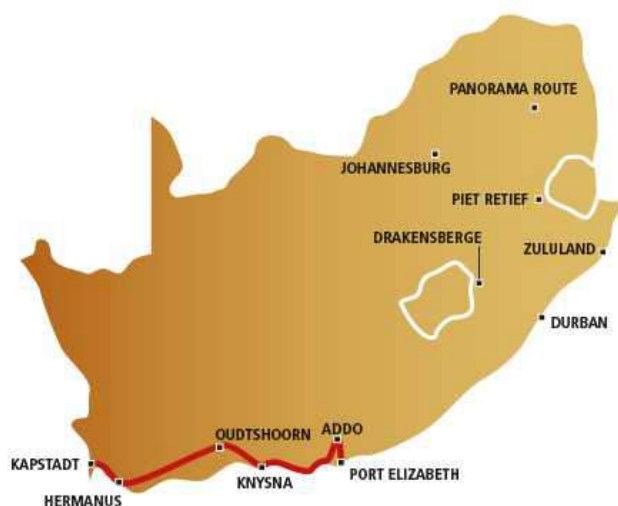 PANORAMA ROUTE
JOHANNESBURG
PIET RETIEF
DRAKENSBERGE
ZULULAND
DURBAN
ADDO
OUDTSHOORN
KAPSTADT
PORT ELIZABETH
KNYSNA
HERMANUS